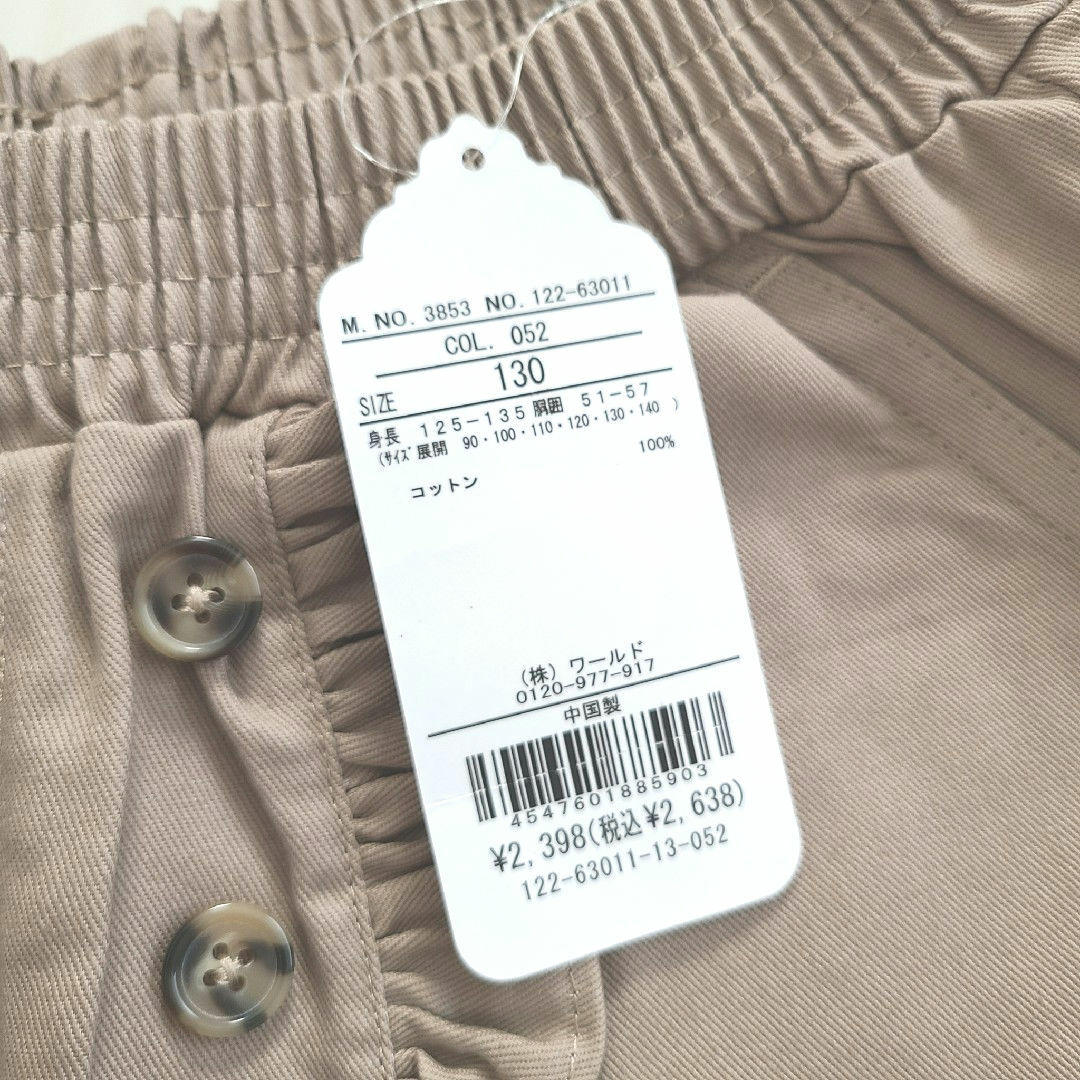 M. NO. 3853 NO. 122-63011
COL. 052
SIZE 130
身長 125-135 胴囲 51-57
(サイズ展開 90・100・110・120・130・140 )
100%
コットン
(株) ワールド
0120-977-917
中国製
4547601885903
¥2,398(税込¥2,638)
122-63011-13-052